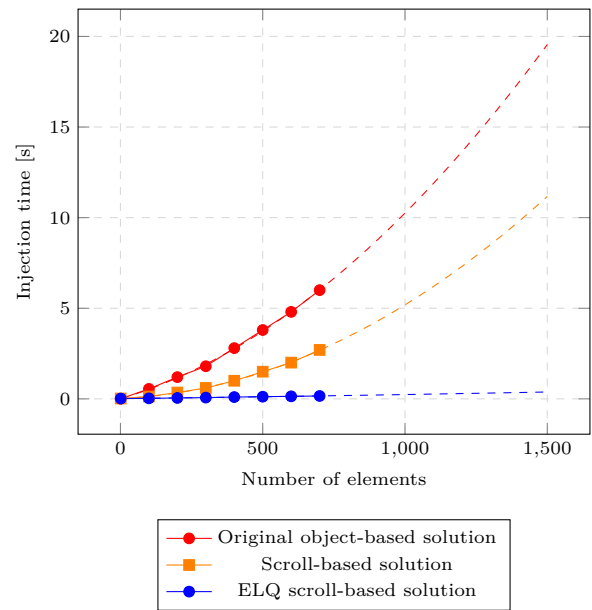 20
15
10
5
0
Injection time [s]
0
500
1,000
1,500
Number of elements
Original object-based solution
Scroll-based solution
ELQ scroll-based solution